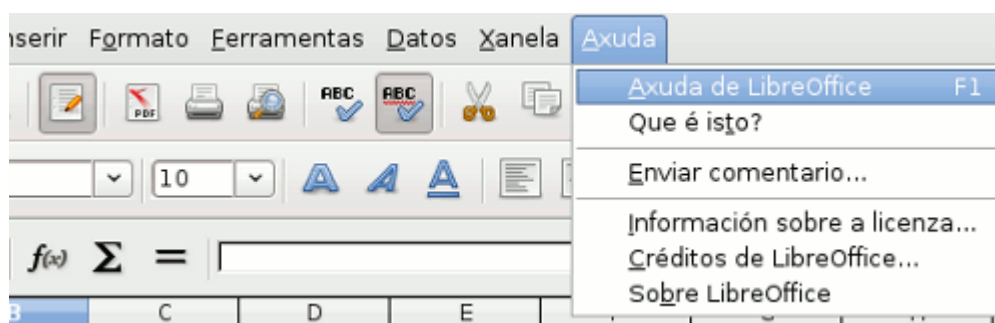 Formato Ferramentas Datos Xanela Axuda
Axuda de LibreOffice F1
Que é isto?
Enviar comentario...
Información sobre a licenza...
Créditos de LibreOffice...
Sobre LibreOffice
PDF ABC ABC
10
f(x) Σ =
B C D E